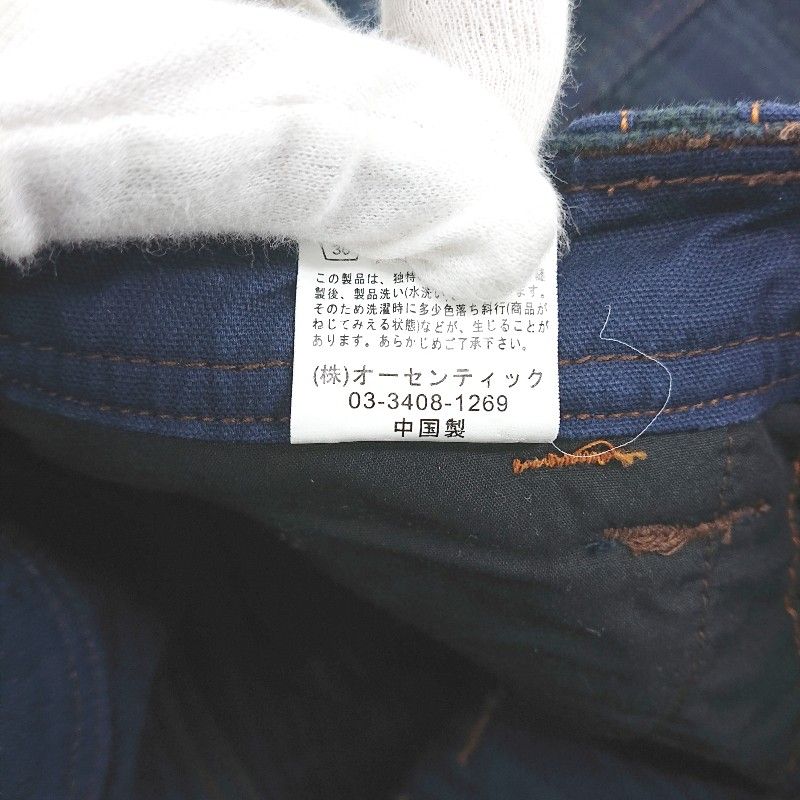 30
この製品は、独特
製後、製品洗い(水洗い ます。
そのため洗濯時に多少色落ち斜行(商品が
ねじてみえる状態)などが、生じることが
あります。あらかじめご了承下さい。
(株)オーセンティック
03-3408-1269
中国製